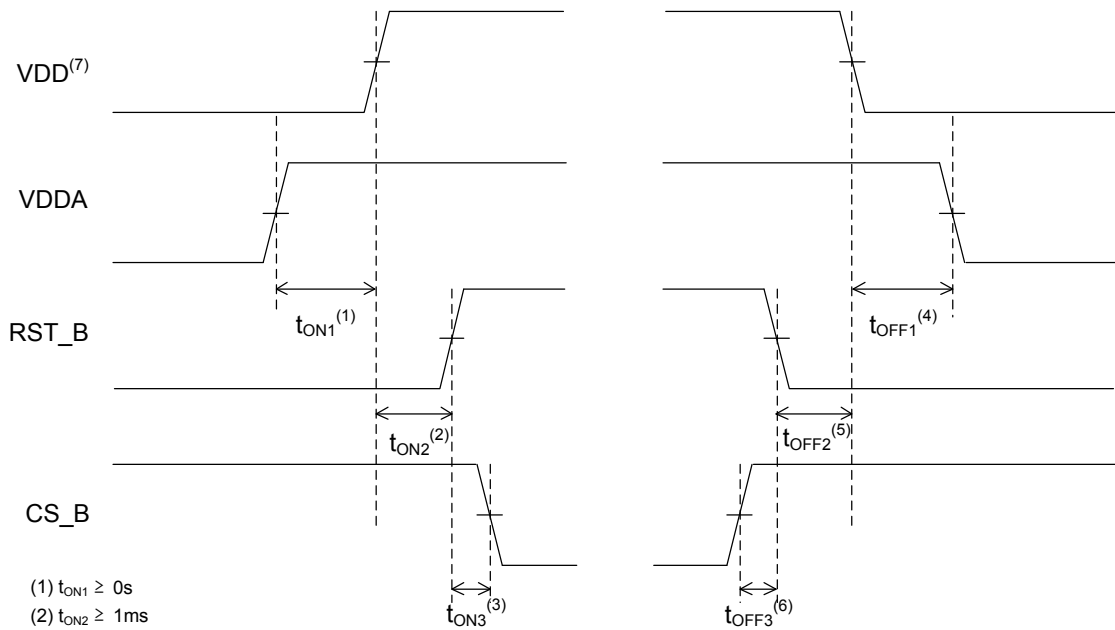 VDD(7)
VDDA
tON1(1)
tOFF1(4)
RST_B
tON2(2)
tOFF2(5)
CS_B
tON3(3)
tOFF3(6)
(1) tON1 ≥ 0s
(2) tON2 ≥ 1ms